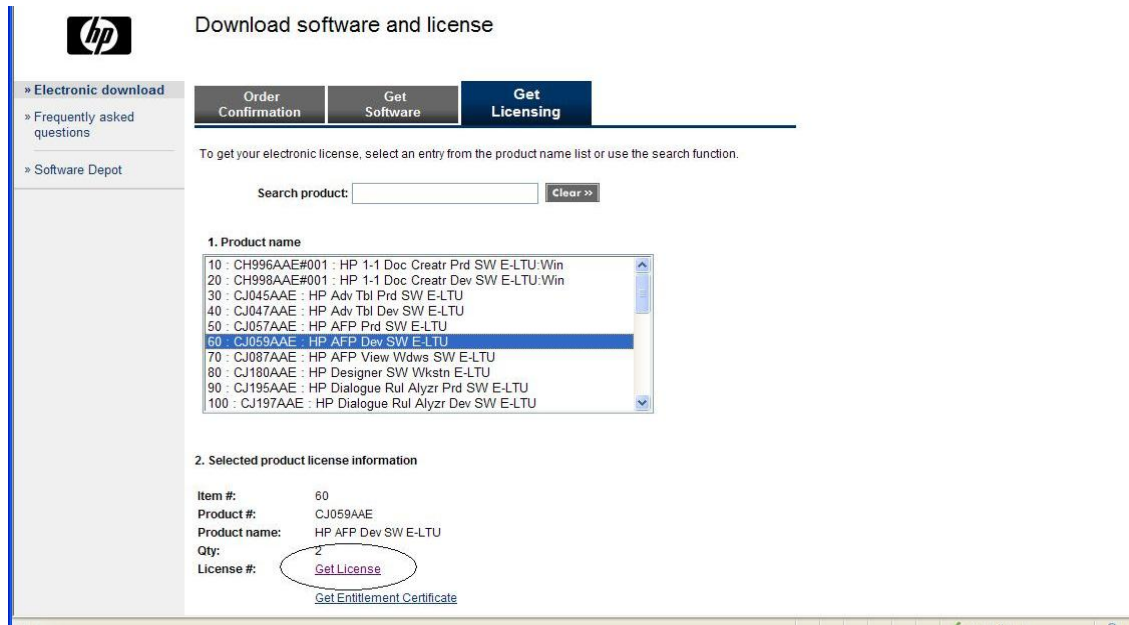 hp
Download software and license
» Electronic download
» Frequently asked
questions
» Software Depot
Order
Confirmation
Get
Software
Get
Licensing
To get your electronic license, select an entry from the product name list or use the search function.
Search product:
Clear »
1. Product name
10 : CH996AAE#001 : HP 1-1 Doc Creatr Prd SW E-LTU:Win
20 : CH998AAE#001 : HP 1-1 Doc Creatr Dev SW E-LTU:Win
30 : CJ045AAE : HP Adv Tbl Prd SW E-LTU
40 : CJ047AAE : HP Adv Tbl Dev SW E-LTU
50 : CJ057AAE : HP AFP Prd SW E-LTU
60 : CJ059AAE : HP AFP Dev SW E-LTU
70 : CJ087AAE : HP AFP View Wdws SW E-LTU
80 : CJ180AAE : HP Designer SW Wkstn E-LTU
90 : CJ195AAE : HP Dialogue Rul Alyzr Prd SW E-LTU
100 : CJ197AAE : HP Dialogue Rul Alyzr Dev SW E-LTU
2. Selected product license information
Item #: 60
Product #: CJ059AAE
Product name: HP AFP Dev SW E-LTU
Qty: 2
License #: Get License
Get Entitlement Certificate